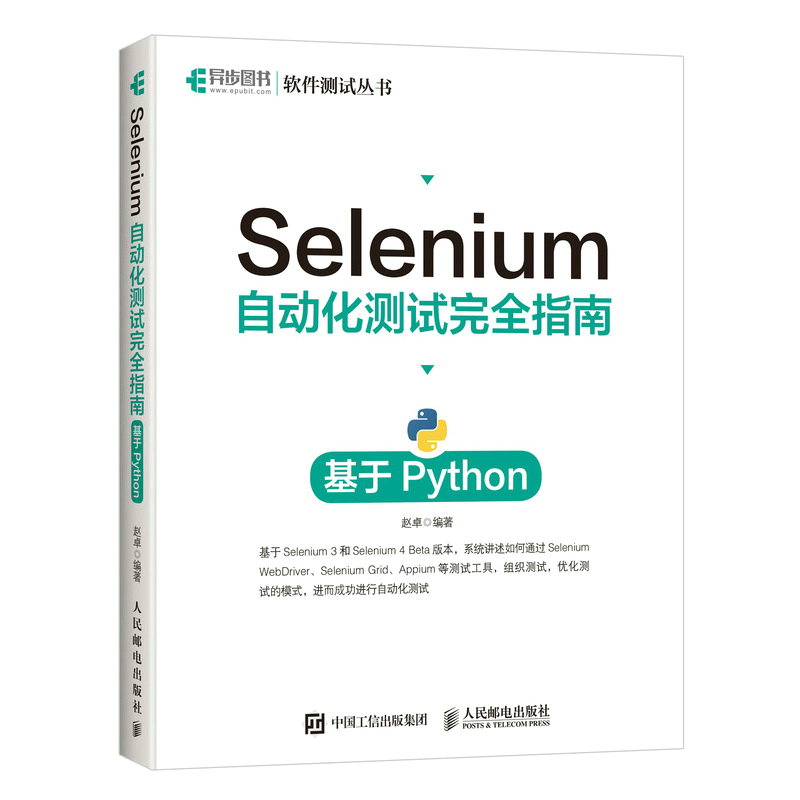 异步图书
www.epubit.com
软件测试丛书
Selenium
自动化测试完全指南
基于 Python
赵卓◎编著
基于 Selenium 3 和 Selenium 4 Beta 版本，系统讲述如何通过 Selenium
WebDriver、Selenium Grid、Appium 等测试工具，组织测试，优化测
试的模式，进而成功进行自动化测试
中国工信出版集团
人民邮电出版社
POSTS & TELECOM PRESS
Selenium 自动化测试完全指南 基于 Python
赵卓◎编著
人民邮电出版社